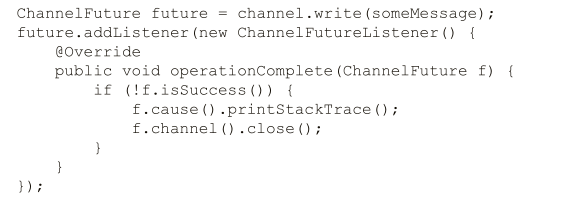 ChannelFuture future = channel.write(someMessage);
future.addListener(new ChannelFutureListener() {
    @Override
    public void operationComplete(ChannelFuture f) {
        if (!f.isSuccess()) {
            f.cause().printStackTrace();
            f.channel().close();
        }
    }
});